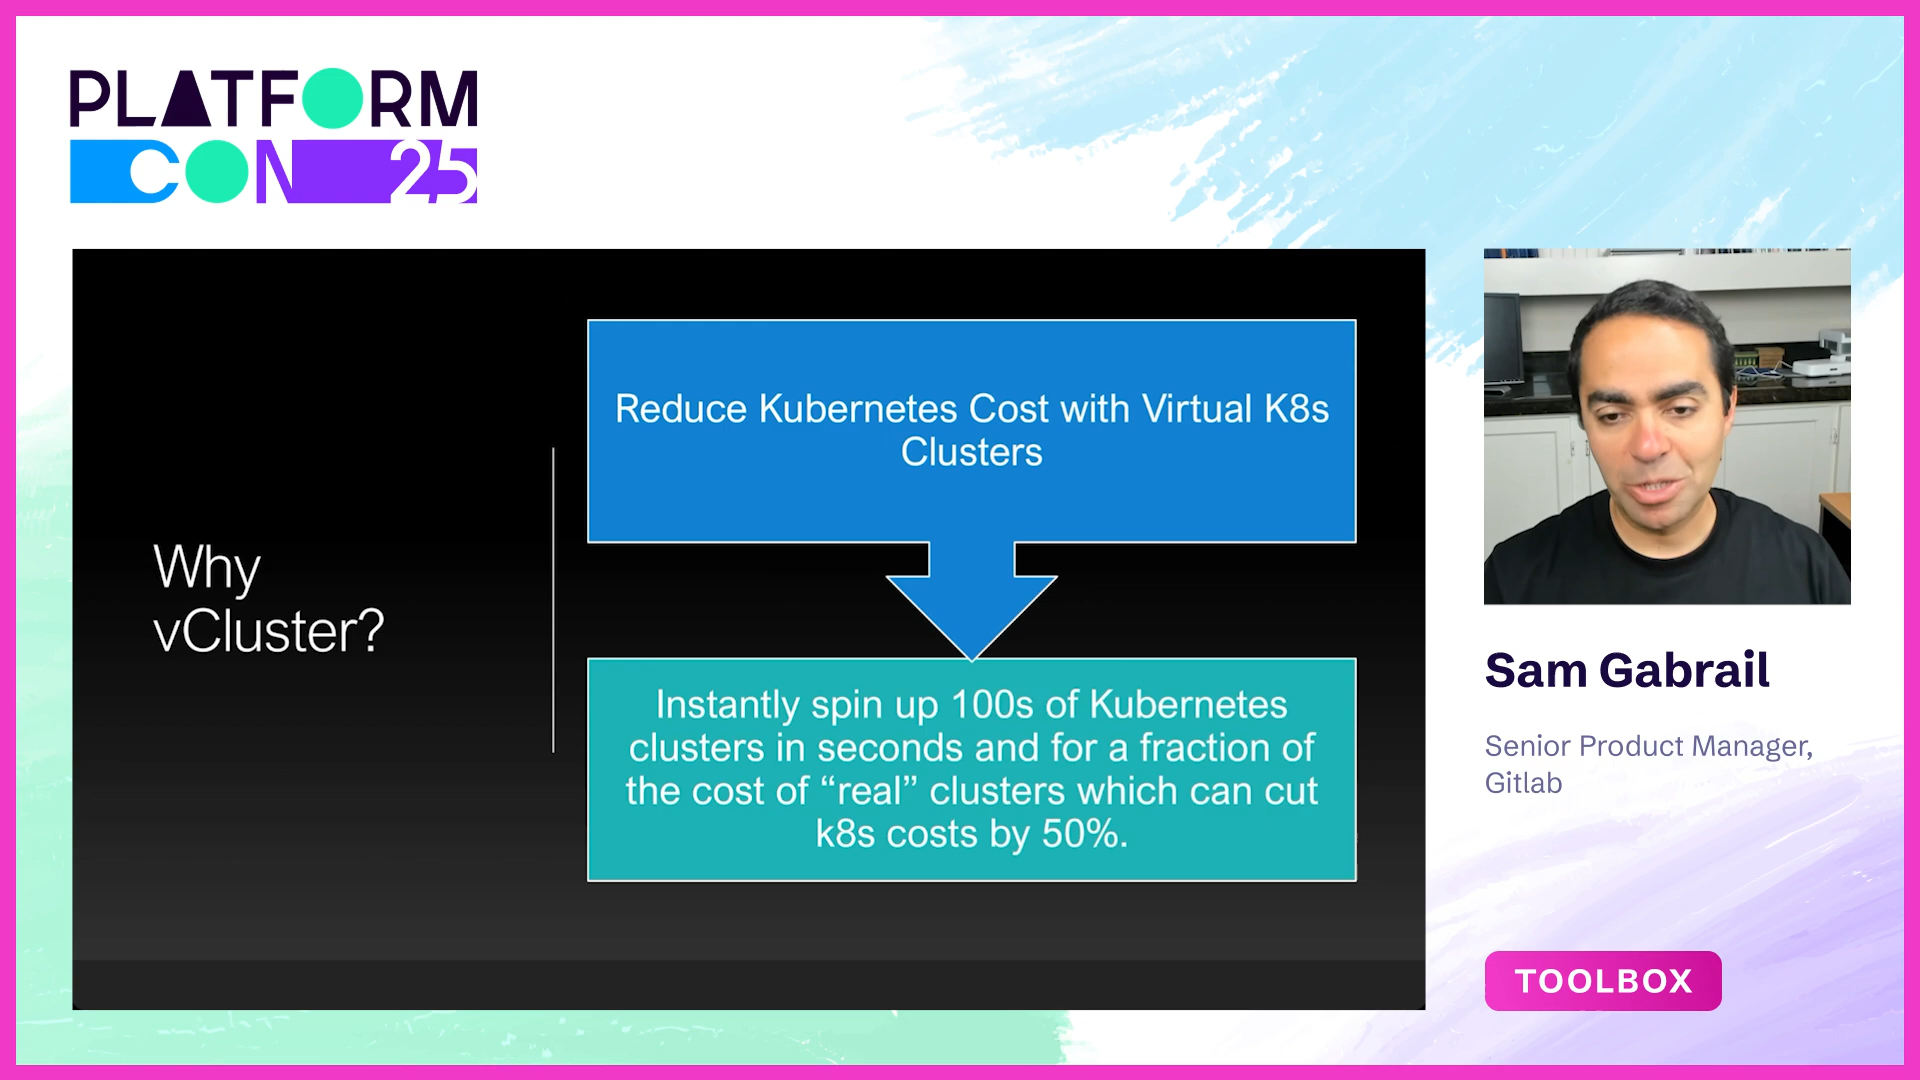 PLATFORM
CON 25
Why
vCluster?
Reduce Kubernetes Cost with Virtual K8s
Clusters
Instantly spin up 100s of Kubernetes
clusters in seconds and for a fraction of
the cost of “real” clusters which can cut
k8s costs by 50%.
Sam Gabrail
Senior Product Manager,
Gitlab
TOOLBOX